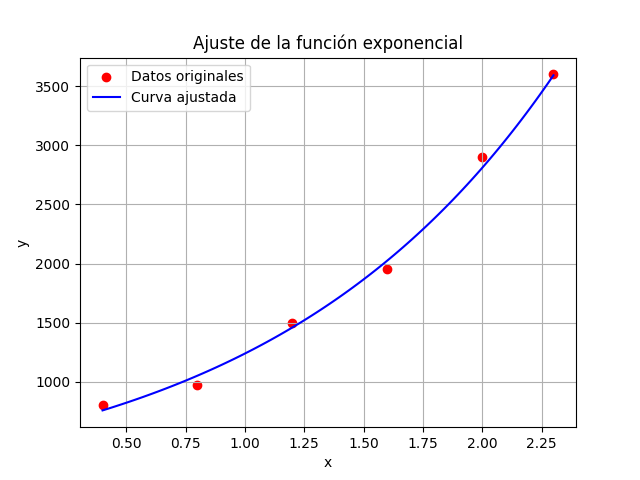 Ajuste de la función exponencial
Datos originales
Curva ajustada
3500
3000
2500
2000
1500
1000
y
0.50 0.75 1.00 1.25 1.50 1.75 2.00 2.25
x